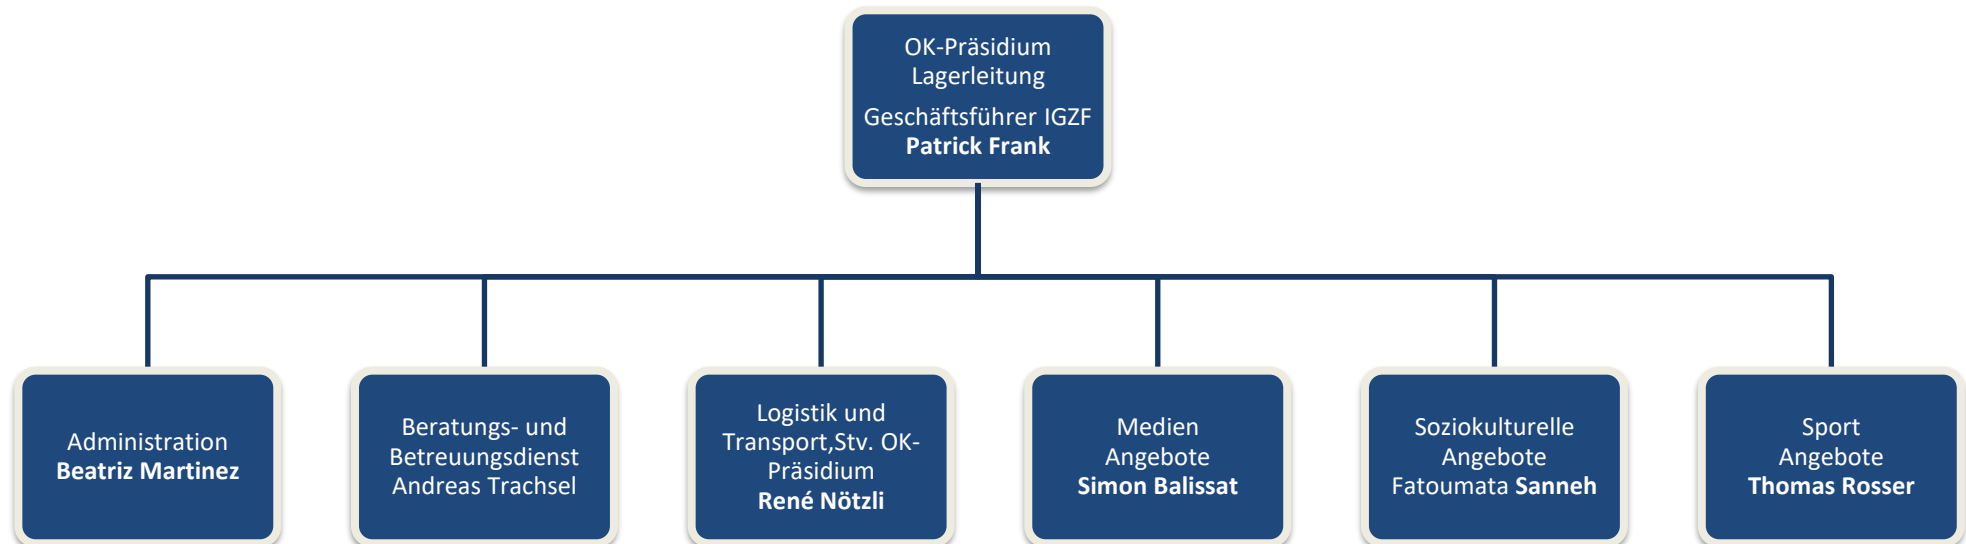 OK-Präsidium
Lagerleitung
Geschäftsführer IGZF
Patrick Frank
Administration
Beatriz Martinez
Beratungs- und
Betreuungsdienst
Andreas Trachsel
Logistik und
Transport,Stv. OK-
Präsidium
René Nötzli
Medien
Angebote
Simon Balissat
Soziokulturelle
Angebote
Fatoumata Sanneh
Sport
Angebote
Thomas Rosser